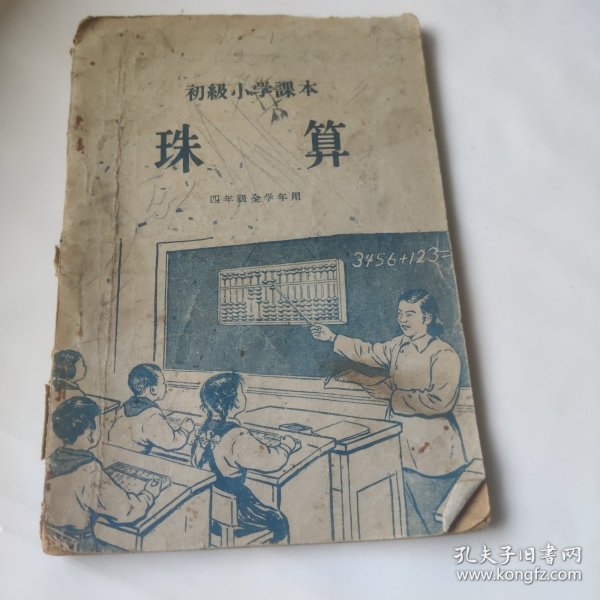 初級小学課本
珠算
四年級全学年用
3456+123=
孔夫子旧書网
www.kongfz.com